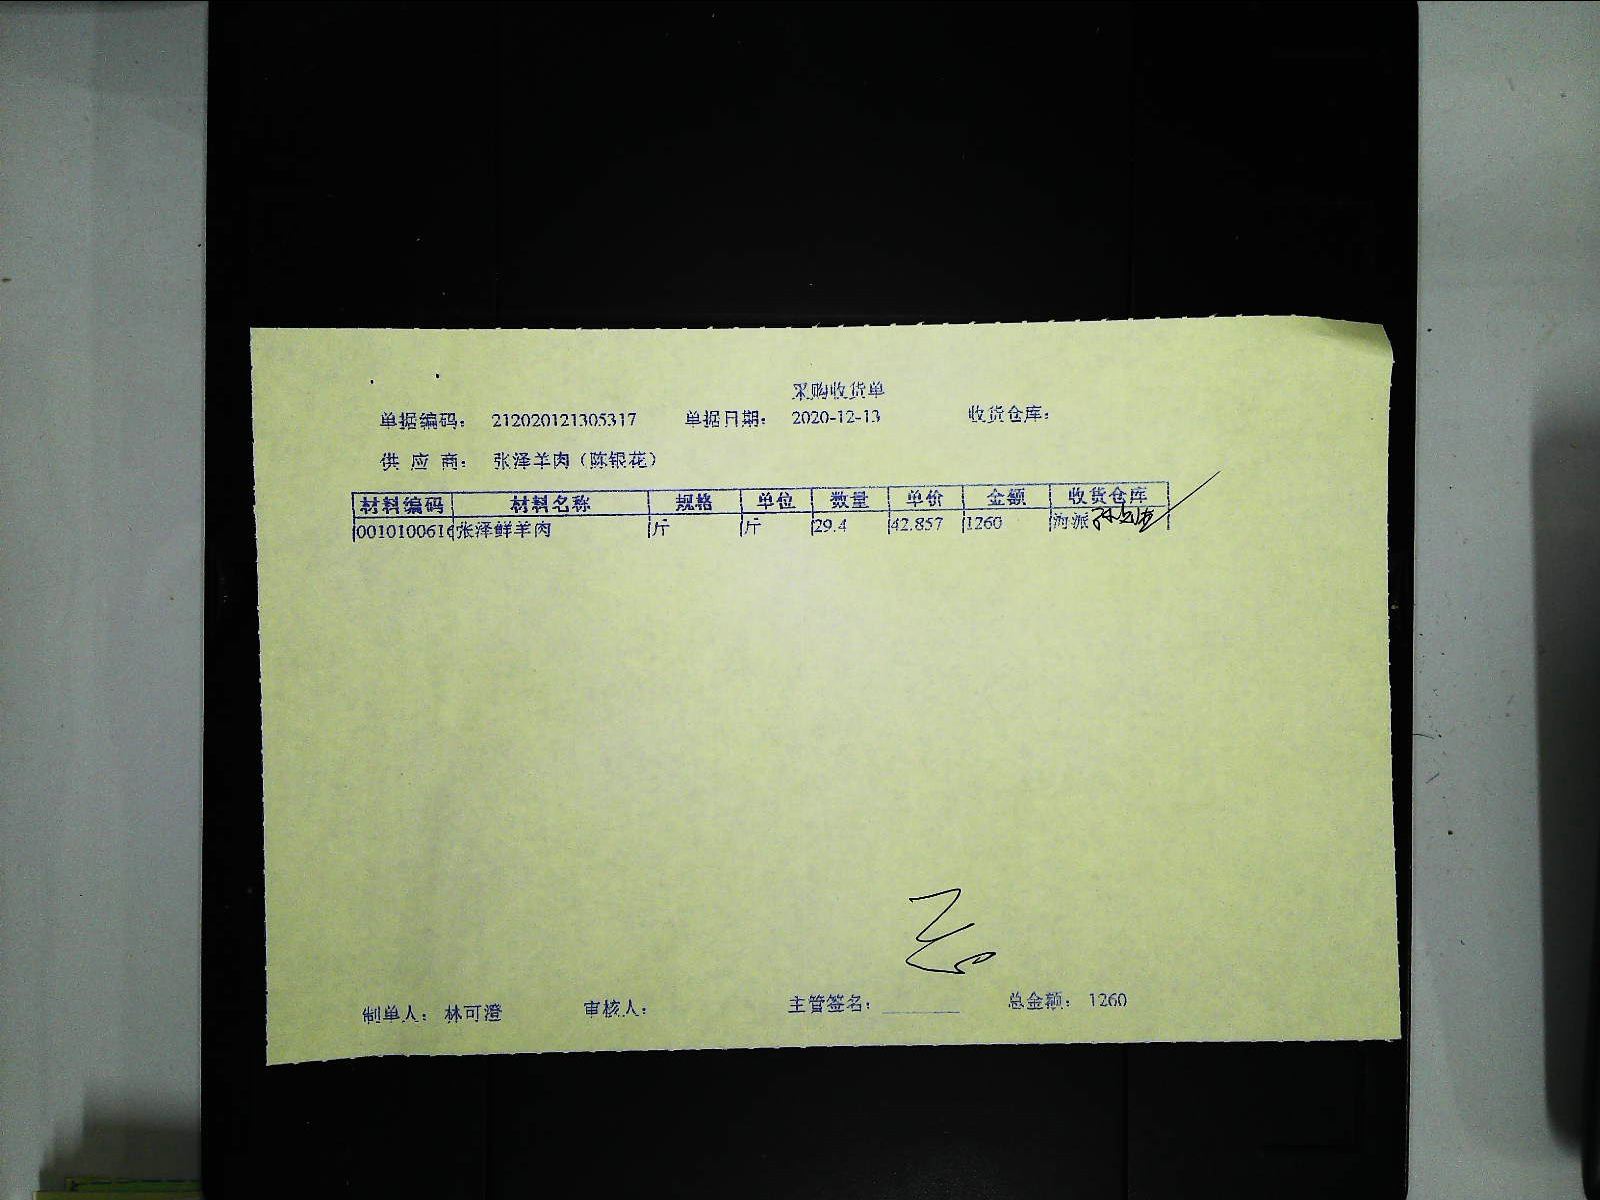 采购收货单
单据编码： 212020121305317 单据日期： 2020-12-13 收货仓库：
供 应 商： 张泽羊肉（陈银花）
材料编码 材料名称 规格 单位 数量 单价 金额 收货仓库
0010100616 张泽鲜羊肉 斤 斤 29.4 42.857 1260 海派
制单人： 林可澄 审核人： 主管签名： 总金额： 1260